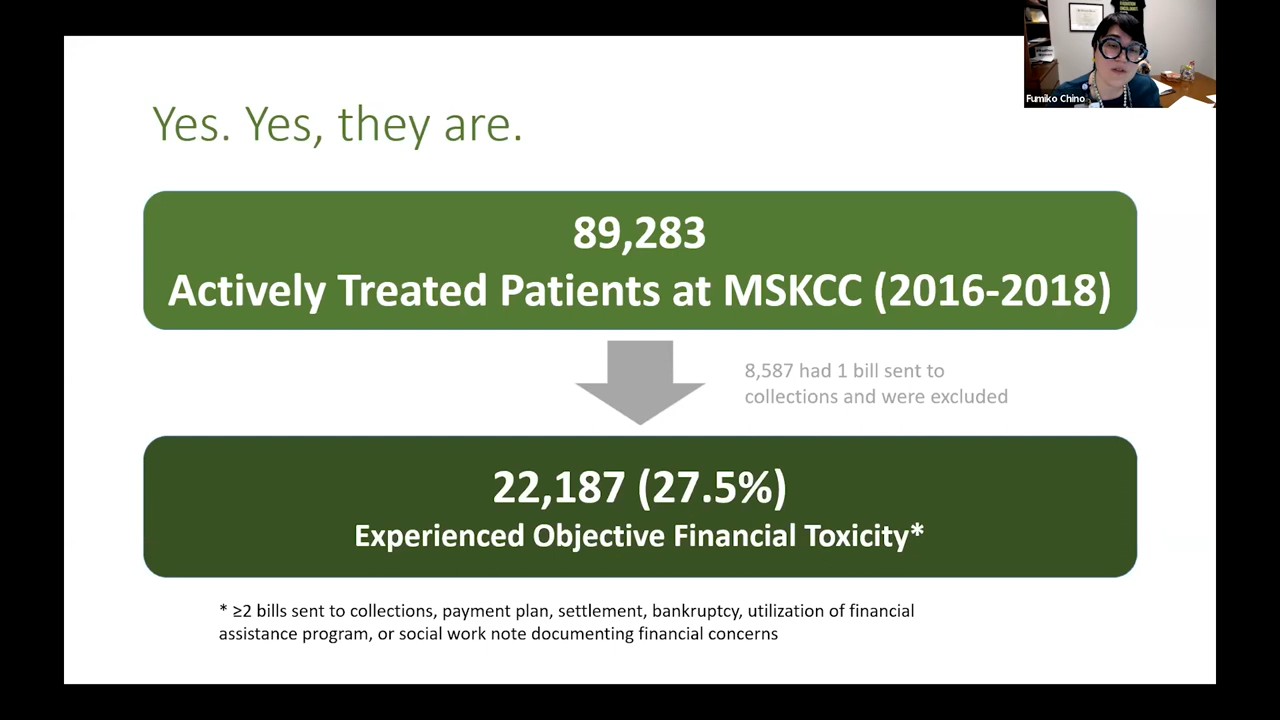 Fumiko Chino
Yes. Yes, they are.
89,283
Actively Treated Patients at MSKCC (2016-2018)
8,587 had 1 bill sent to
collections and were excluded
22,187 (27.5%)
Experienced Objective Financial Toxicity*
* ≥2 bills sent to collections, payment plan, settlement, bankruptcy, utilization of financial
assistance program, or social work note documenting financial concerns